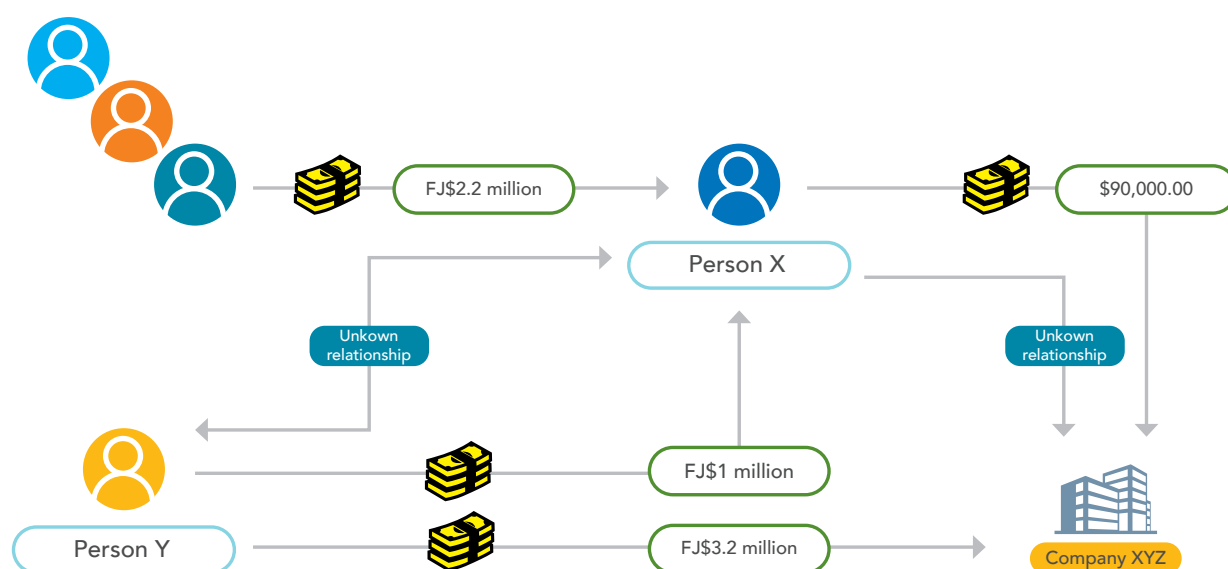 FJ$2.2 million
$90,000.00
Person X
Unkown
relationship
Unkown
relationship
FJ$1 million
Person Y
FJ$3.2 million
Company XYZ